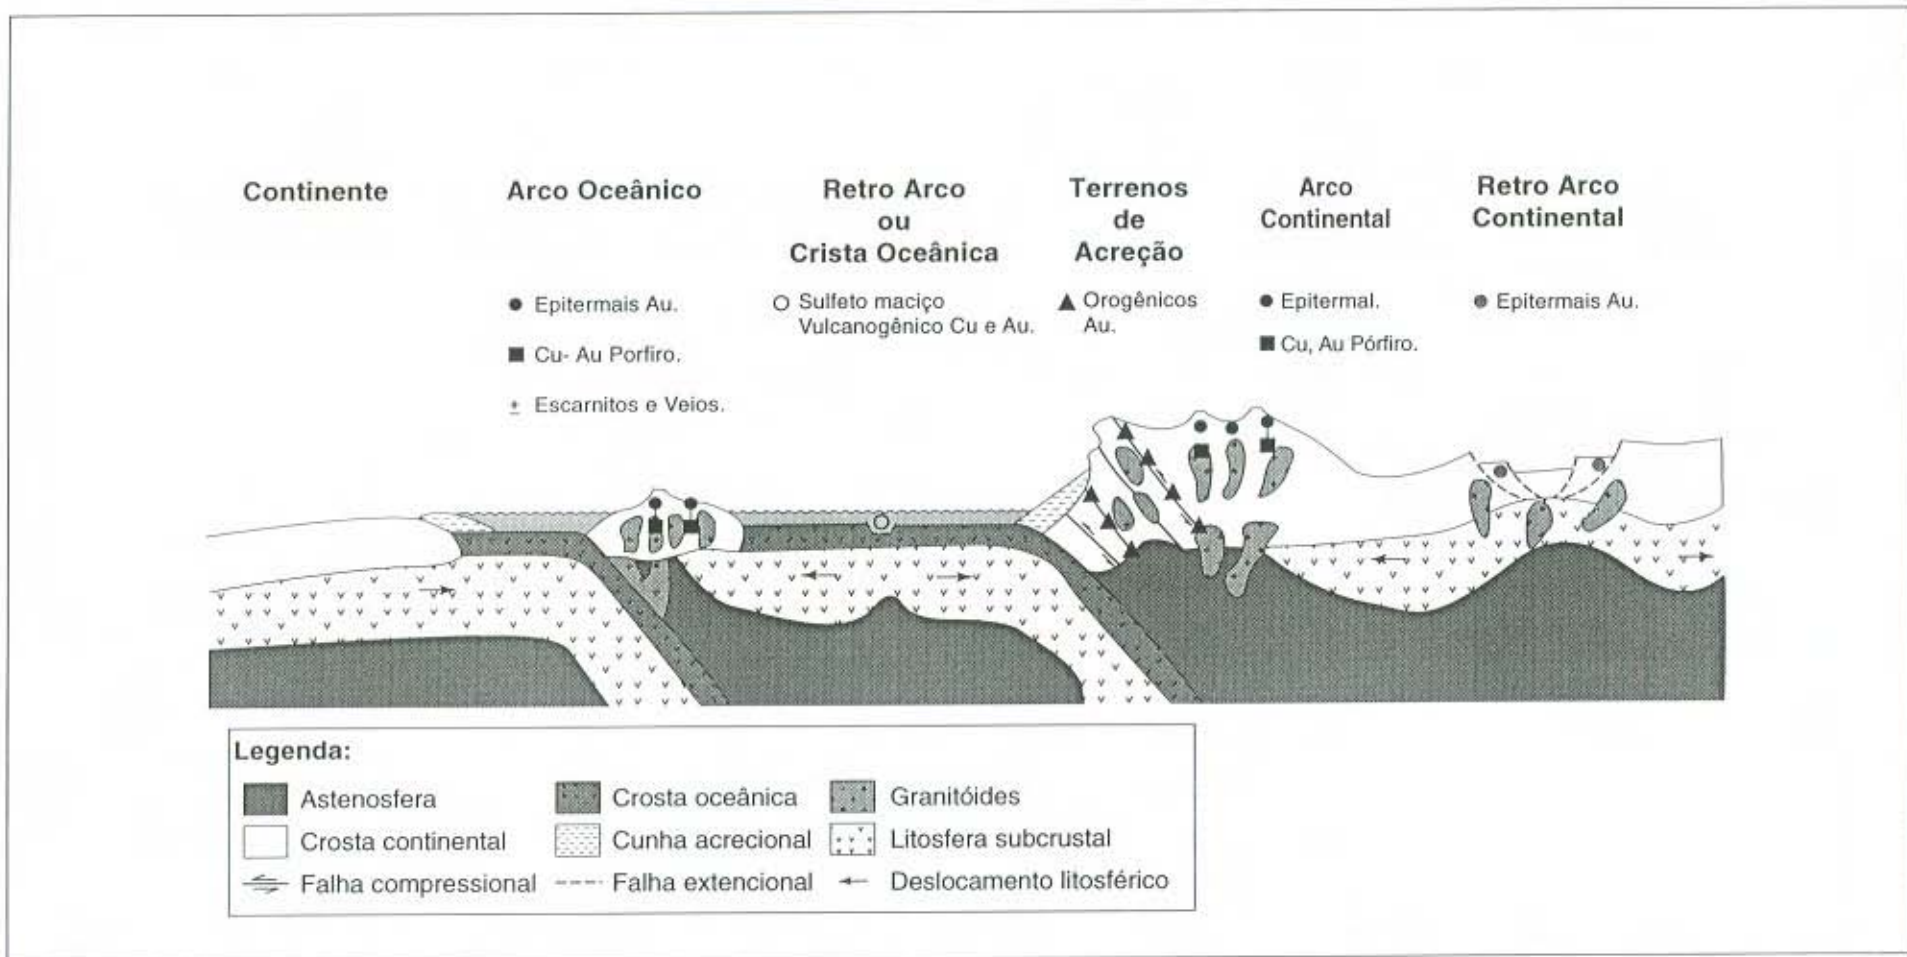 Continente
Arco Oceânico
Retro Arco
ou
Crista Oceânica
Terrenos
de
Acreção
Arco
Continental
Retro Arco
Continental
Epitermais Au.
Cu- Au Porfiro.
Escarnitos e Veios.
Sulfeto maciço
Vulcanogênico Cu e Au.
Orogênicos
Au.
Epitermal.
Cu, Au Pórfiro.
Epitermais Au.
Legenda:
Astenosfera
Crosta oceânica
Granitóides
Crosta continental
Cunha acrecional
Litosfera subcrustal
Falha compressional
Falha extencional
Deslocamento litosférico